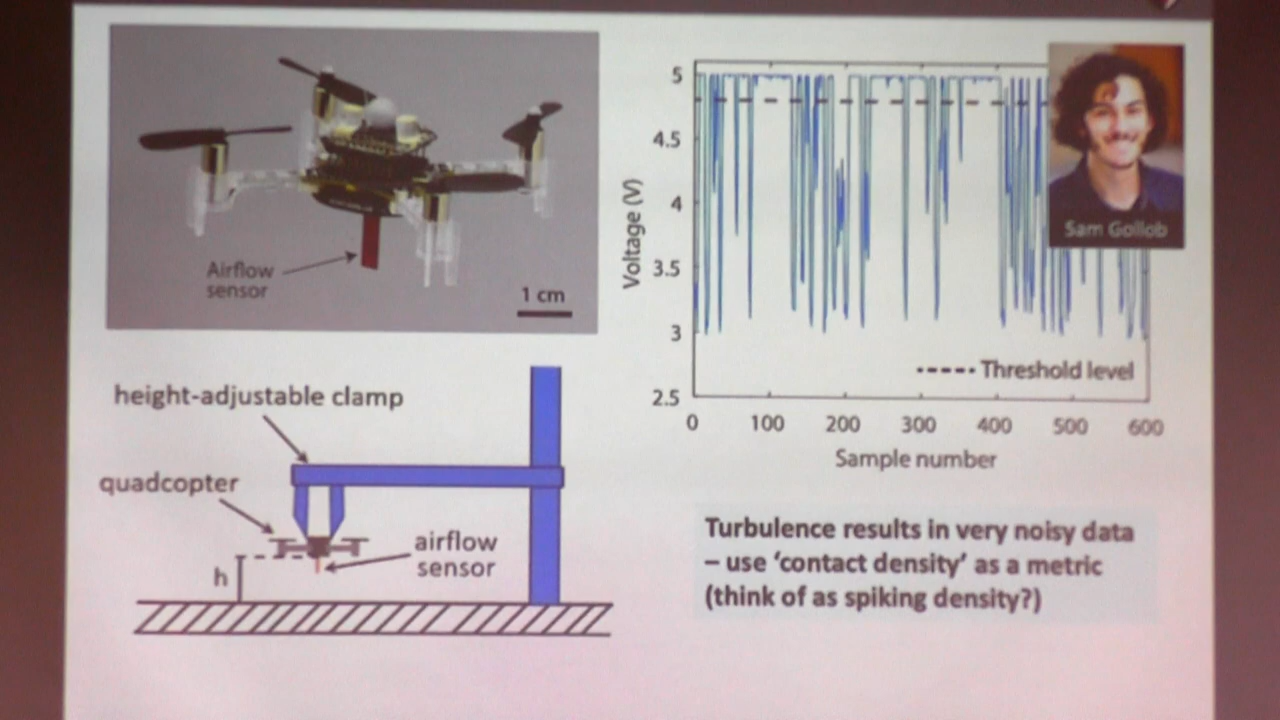 Airflow
sensor
1 cm
height-adjustable clamp
quadcopter
airflow
sensor
h
Voltage (V)
5
4.5
4
3.5
3
2.5
0 100 200 300 400 500 600
Sample number
Threshold level
Sam Gollob
Turbulence results in very noisy data
– use ‘contact density’ as a metric
(think of as spiking density?)